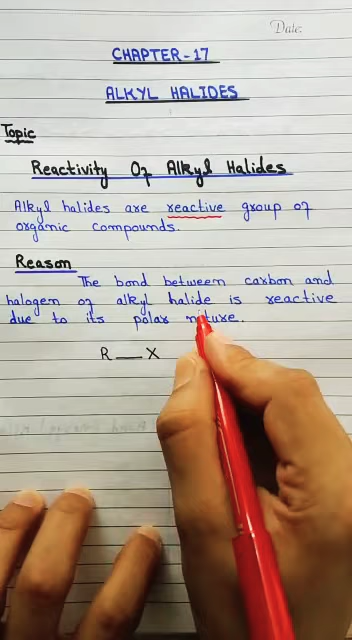 Date:
CHAPTER-17
ALKYL HALIDES
Topic
Reactivity Of Alkyl Halides
Alkyl halides are reactive group of
organic compounds.
Reason
The bond between carbon and
halogen of alkyl halide is reactive
due to its polar nature.
R — X